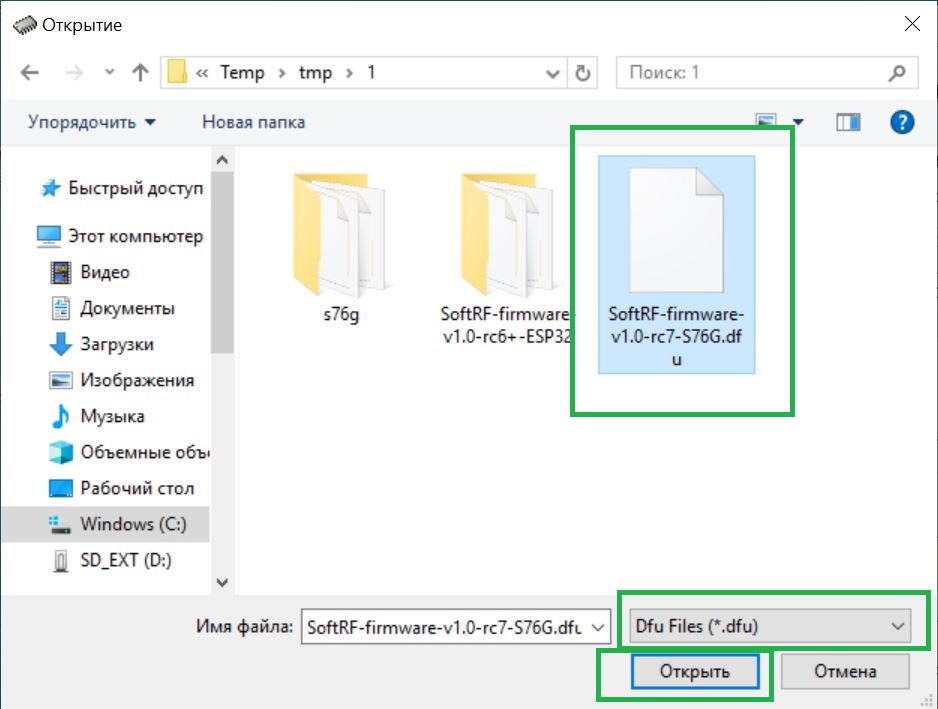 Открытие
« Temp › tmp › 1
Поиск: 1
Упорядочить
Новая папка
?
Быстрый доступ
Этот компьютер
Видео
Документы
Загрузки
Изображения
Музыка
Объемные объ
Рабочий стол
Windows (C:)
SD_EXT (D:)
s76g
SoftRF-firmware-
v1.0-rc6+-ESP32
SoftRF-firmware-
v1.0-rc7-S76G.df
u
Имя файла:
SoftRF-firmware-v1.0-rc7-S76G.dfu
Dfu Files (*.dfu)
Открыть
Отмена